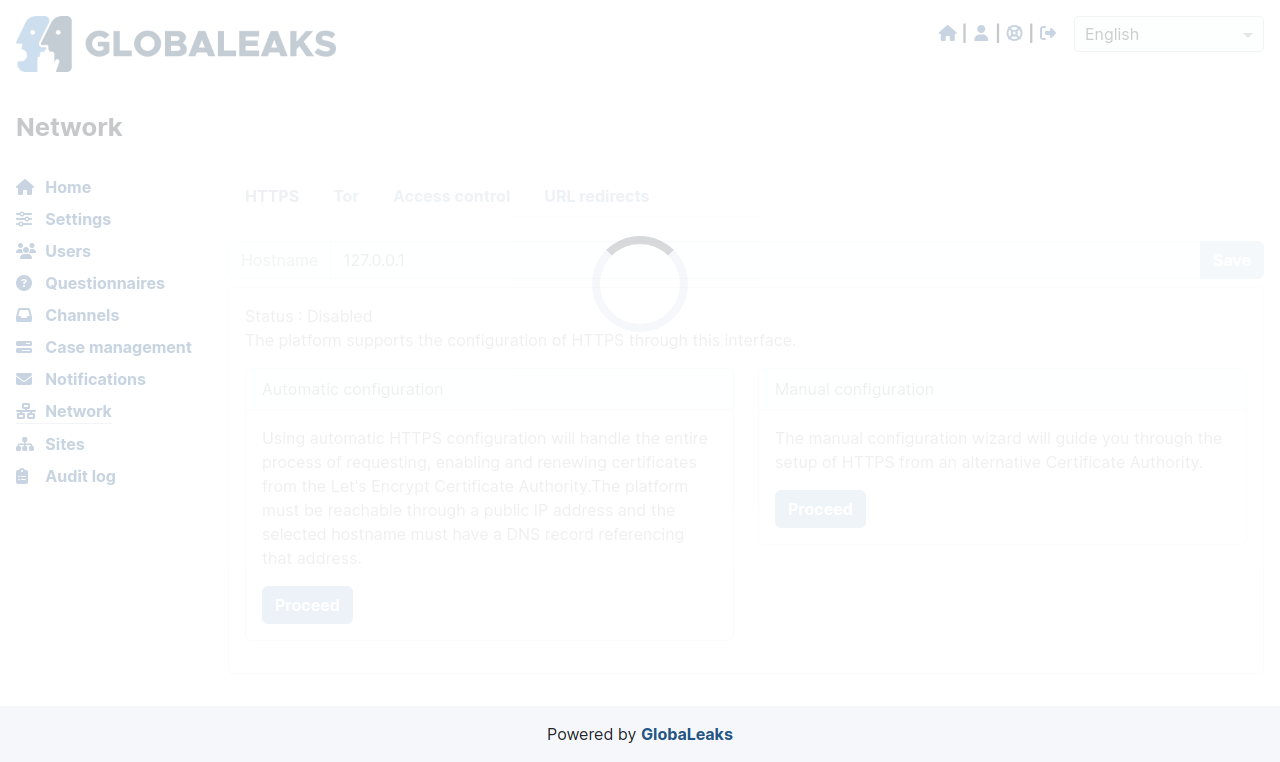 GLOBALEAKS
| | |
English
Network
Home
Settings
Users
Questionnaires
Channels
Case management
Notifications
Network
Sites
Audit log
HTTPS Tor Access control URL redirects
Hostname 127.0.0.1 Save
Status : Disabled
The platform supports the configuration of HTTPS through this interface.
Automatic configuration
Using automatic HTTPS configuration will handle the entire
process of requesting, enabling and renewing certificates
from the Let's Encrypt Certificate Authority.The platform
must be reachable through a public IP address and the
selected hostname must have a DNS record referencing
that address.
Proceed
Manual configuration
The manual configuration wizard will guide you through the
setup of HTTPS from an alternative Certificate Authority.
Proceed
Powered by GlobaLeaks